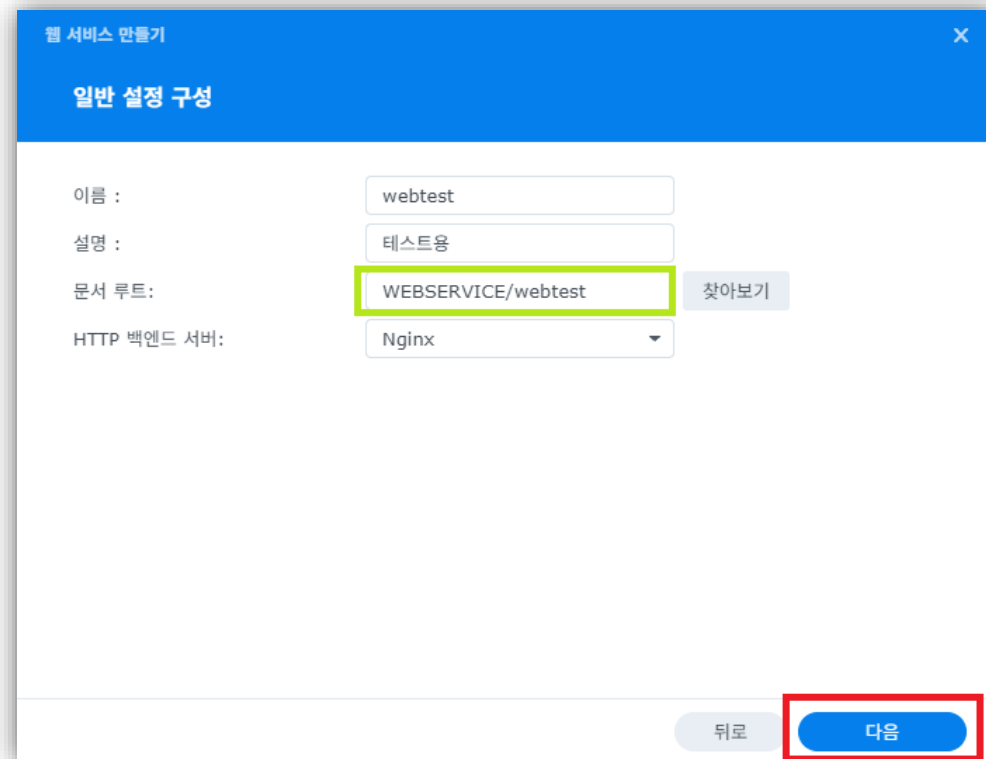 웹 서비스 만들기
일반 설정 구성
이름 : webtest
설명 : 테스트용
문서 루트: WEBSERVICE/webtest 찾아보기
HTTP 백엔드 서버: Nginx
뒤로 다음